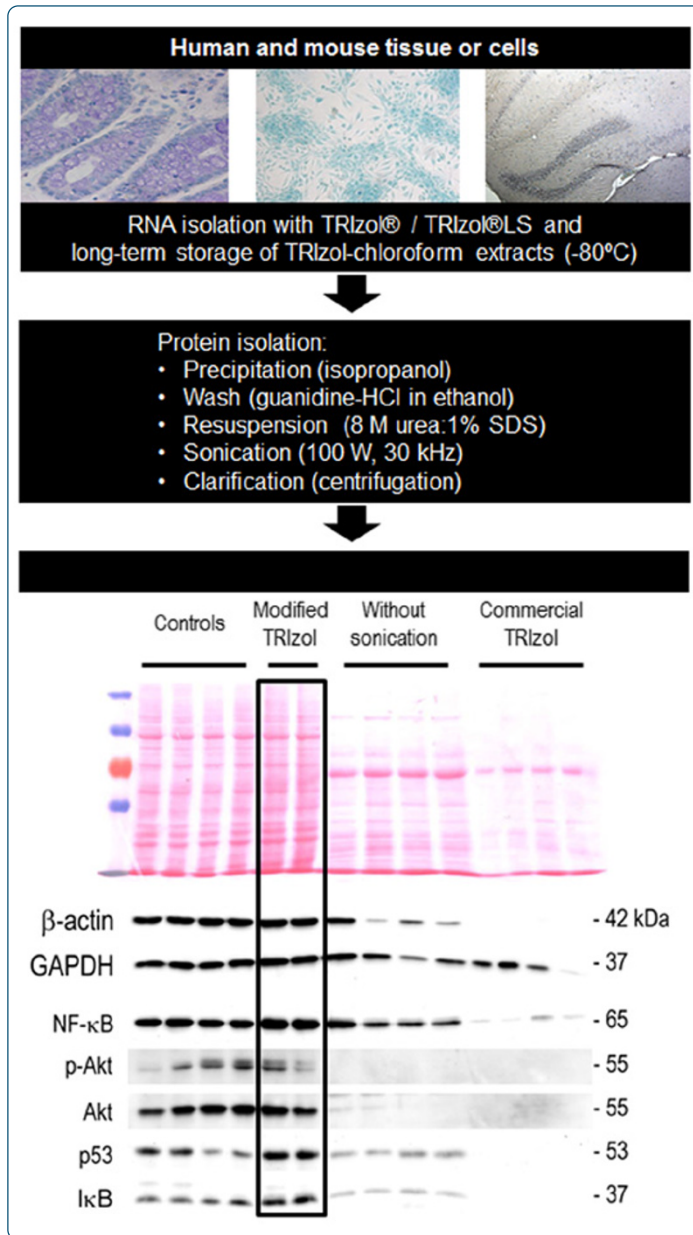 Human and mouse tissue or cells
RNA isolation with TRIzol® / TRIzol®LS and
long-term storage of TRIzol-chloroform extracts (-80ºC)
Protein isolation:
• Precipitation (isopropanol)
• Wash (guanidine-HCl in ethanol)
• Resuspension (8 M urea:1% SDS)
• Sonication (100 W, 30 kHz)
• Clarification (centrifugation)
Controls
Modified
TRIzol
Without
sonication
Commercial
TRIzol
β-actin - 42 kDa
GAPDH - 37
NF-κB - 65
p-Akt - 55
Akt - 55
p53 - 53
IκB - 37